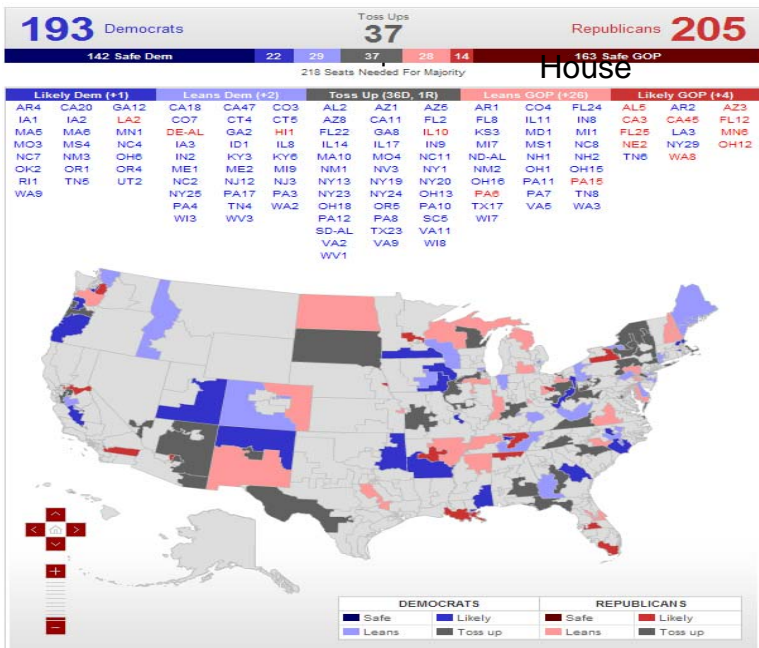 193 Democrats
Toss Ups
37
Republicans 205
142 Safe Dem 22 29 37 28 14 163 Safe GOP
218 Seats Needed For Majority
House
Likely Dem (+1) Leans Dem (+2) Toss Up (36D, 1R) Leans GOP (+26) Likely GOP (+4)
AR4 CA20 GA12 CA18 CA47 CO3 AL2 AZ1 AZ5 AR1 CO4 FL24 AL5 AR2 AZ3
IA1 IA2 LA2 CO7 CT4 CT5 AZ8 CA11 FL2 FL8 IL11 IN8 CA3 CA45 FL12
MA5 MA6 MN1 DE-AL GA2 HI1 FL22 GA8 IL10 KS3 MD1 MI1 FL25 LA3 MN6
MO3 MS4 NC4 IA3 ID1 IL8 IL14 IL17 IN9 MI7 MS1 NC8 NE2 NY29 OH12
NC7 NM3 OH6 IN2 KY3 KY6 MA10 MO4 NC11 ND-AL NH1 NH2 TN6 WA8
OK2 OR1 OR4 ME1 ME2 MI9 NM1 NV3 NY1 NM2 OH1 OH15
RI1 TN5 UT2 NC2 NJ12 NJ3 NY13 NY19 NY20 OH16 PA11 PA15
WA9 NY25 PA17 PA3 NY23 NY24 OH13 PA6 PA7 TN8
PA4 TN4 WA2 OH18 OR5 PA10 TX17 VA5 WA3
WI3 WV3 PA12 PA8 SC5 WI7
SD-AL TX23 VA11
VA2 VA9 WI8
WV1
DEMOCRATS REPUBLICANS
Safe Likely Safe Likely
Leans Toss up Leans Toss up